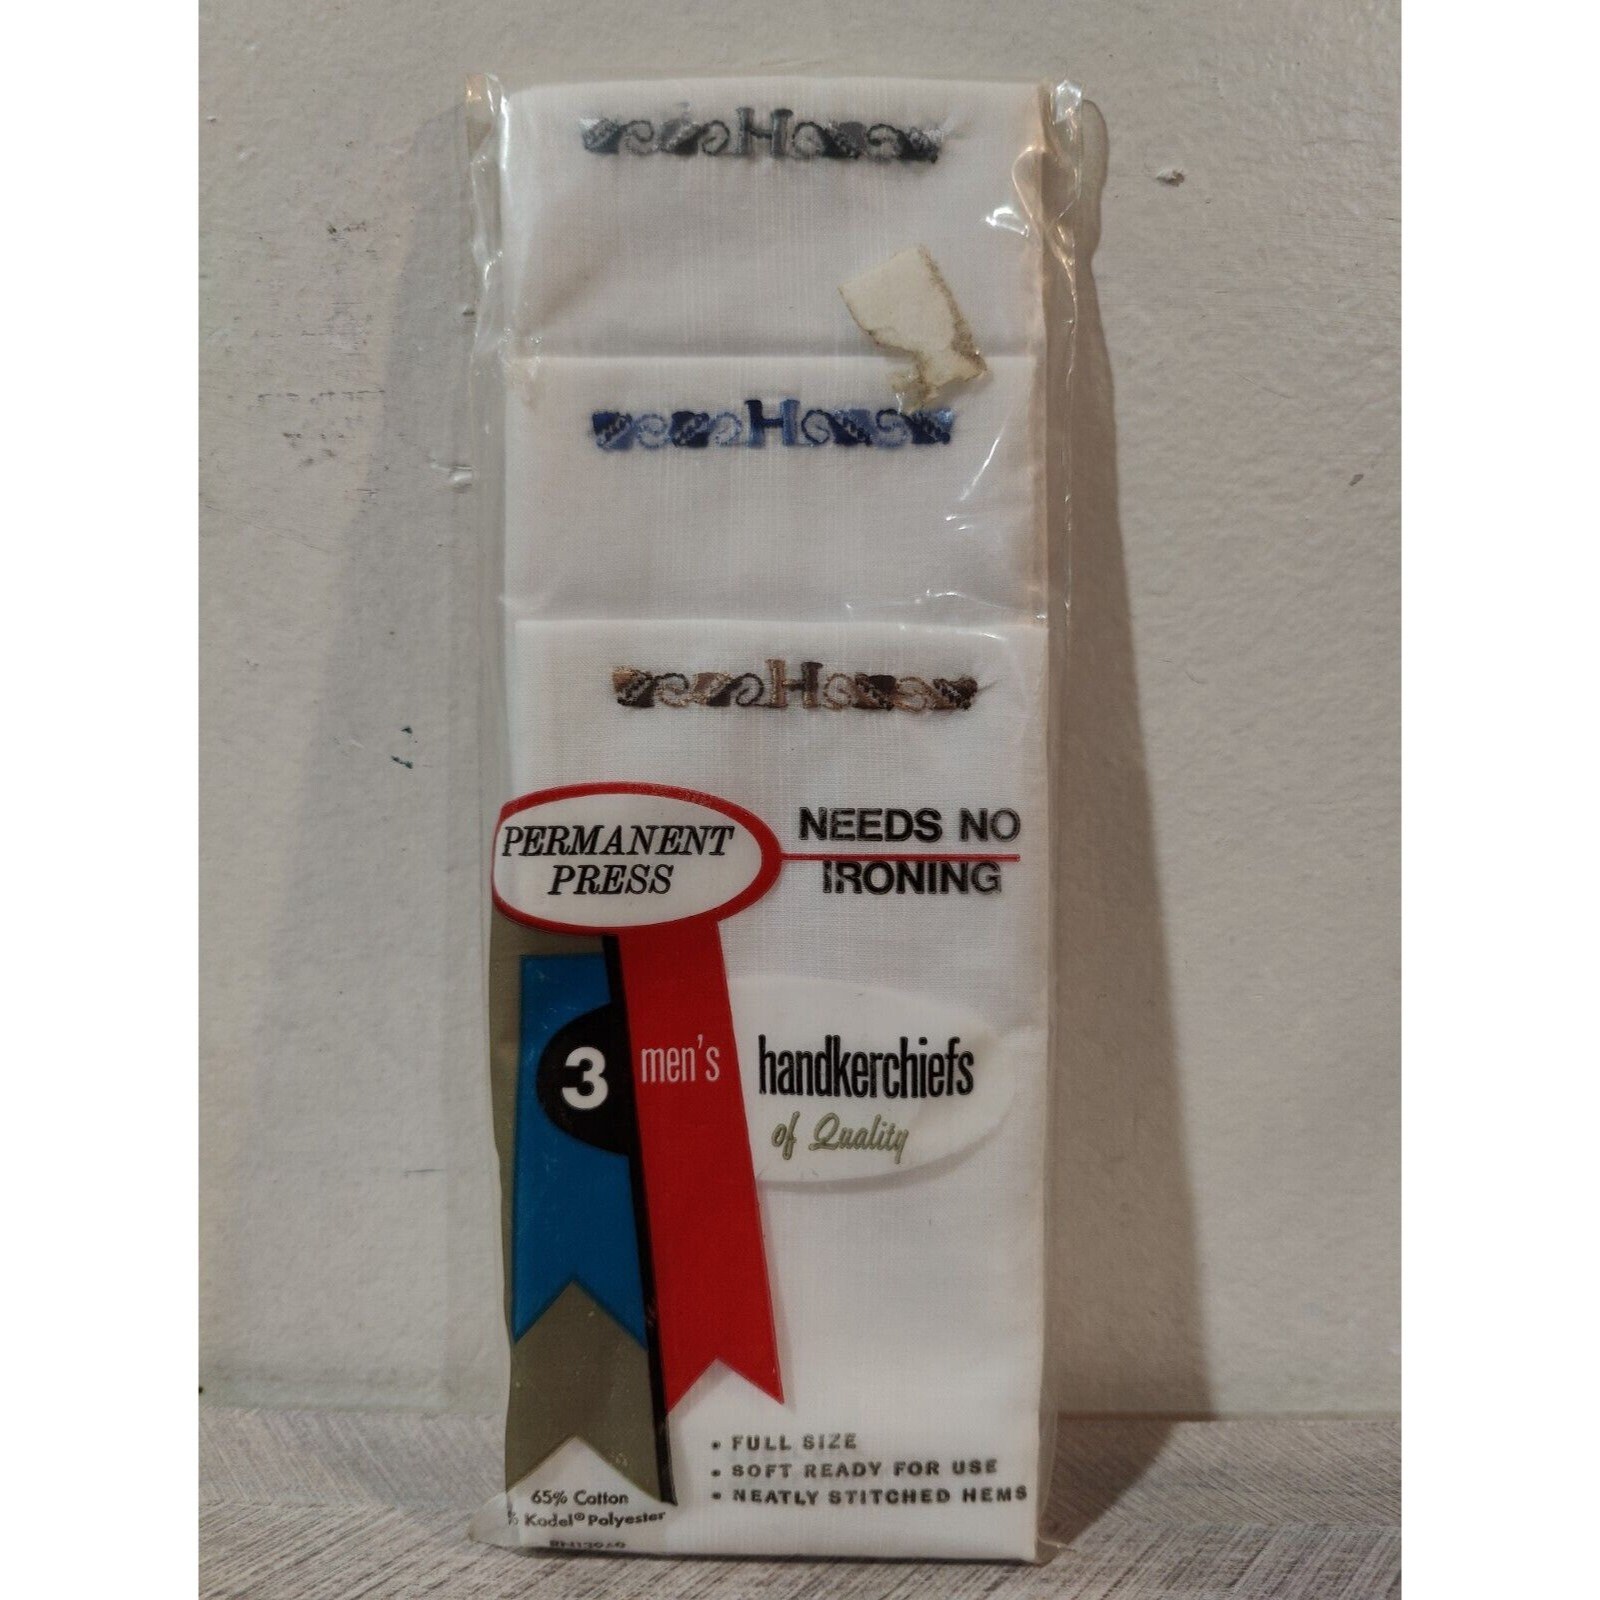 H
H
H
PERMANENT
PRESS
NEEDS NO
IRONING
3 men's handkerchiefs
of Quality
• FULL SIZE
• SOFT READY FOR USE
• NEATLY STITCHED HEMS
65% Cotton
% Kodel® Polyester